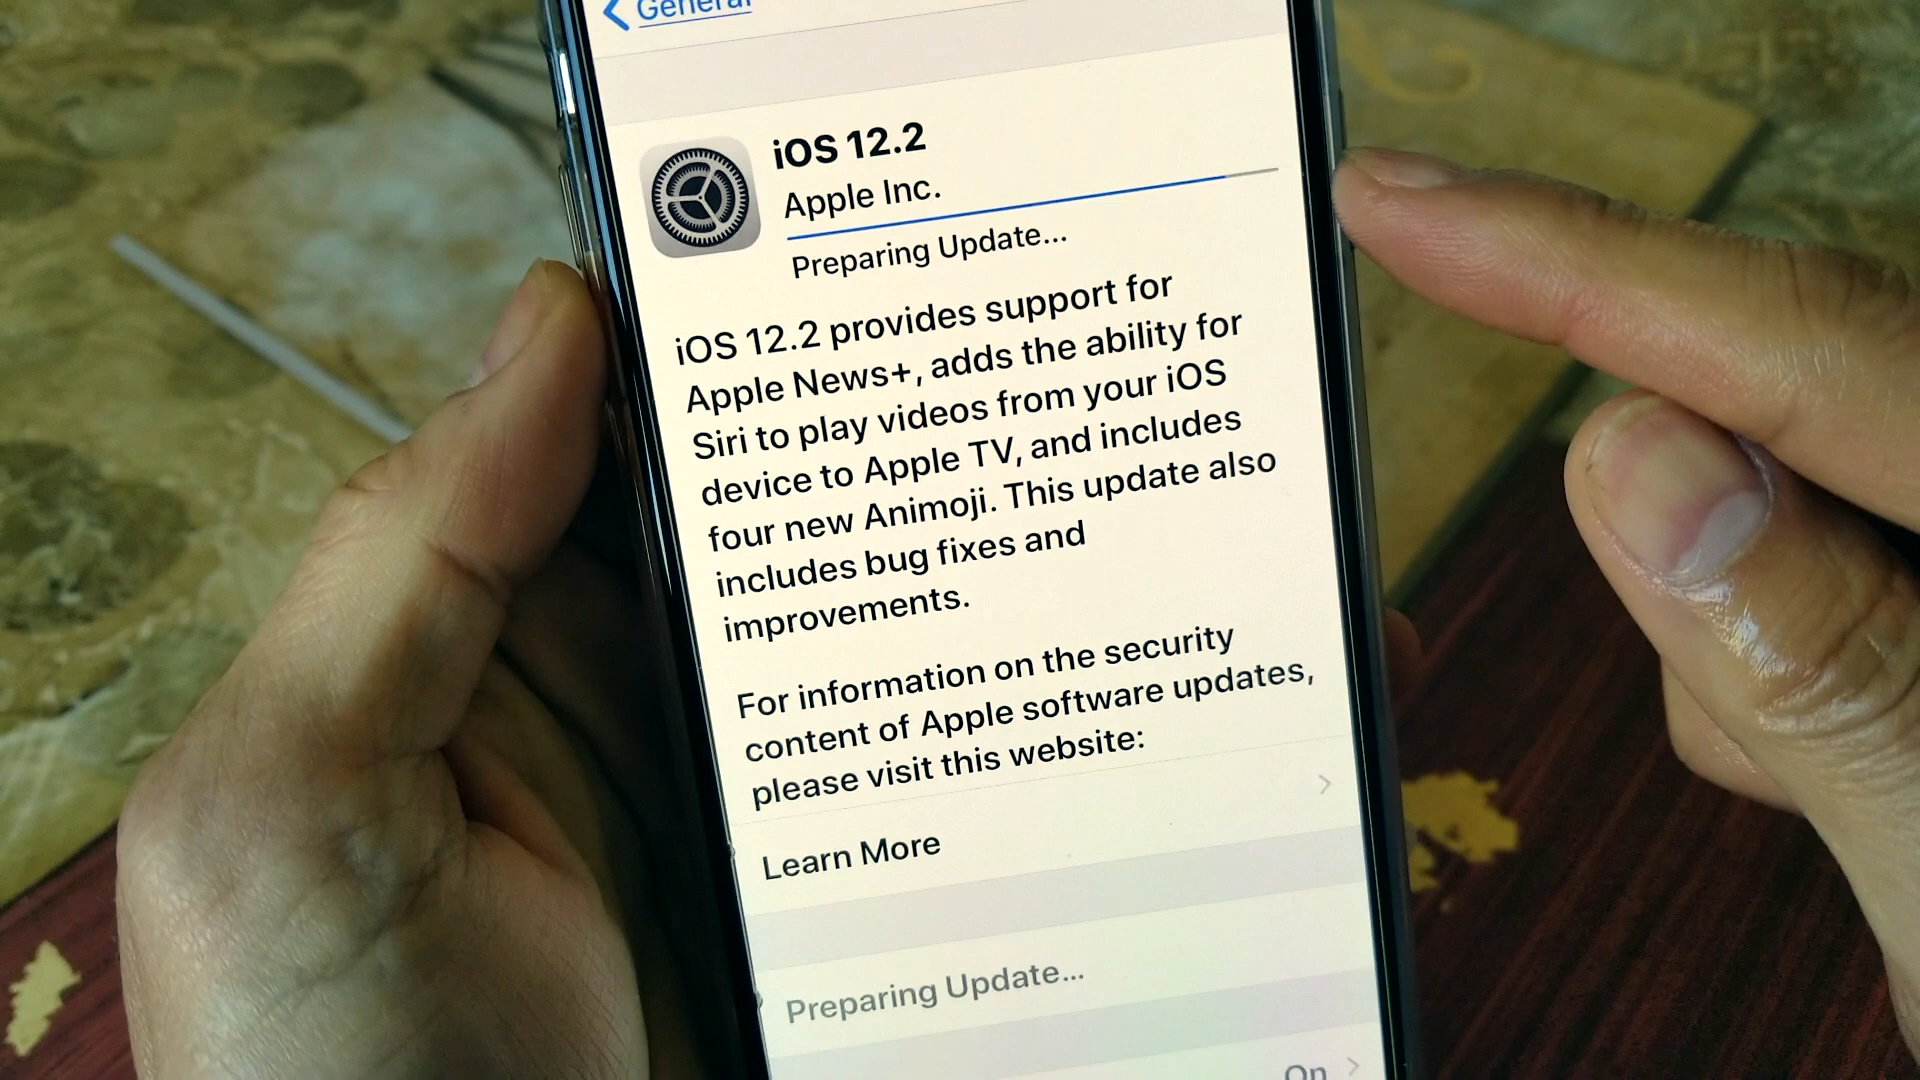 General
iOS 12.2
Apple Inc.
Preparing Update...
iOS 12.2 provides support for
Apple News+, adds the ability for
Siri to play videos from your iOS
device to Apple TV, and includes
four new Animoji. This update also
includes bug fixes and
improvements.
For information on the security
content of Apple software updates,
please visit this website:
Learn More
Preparing Update...
On